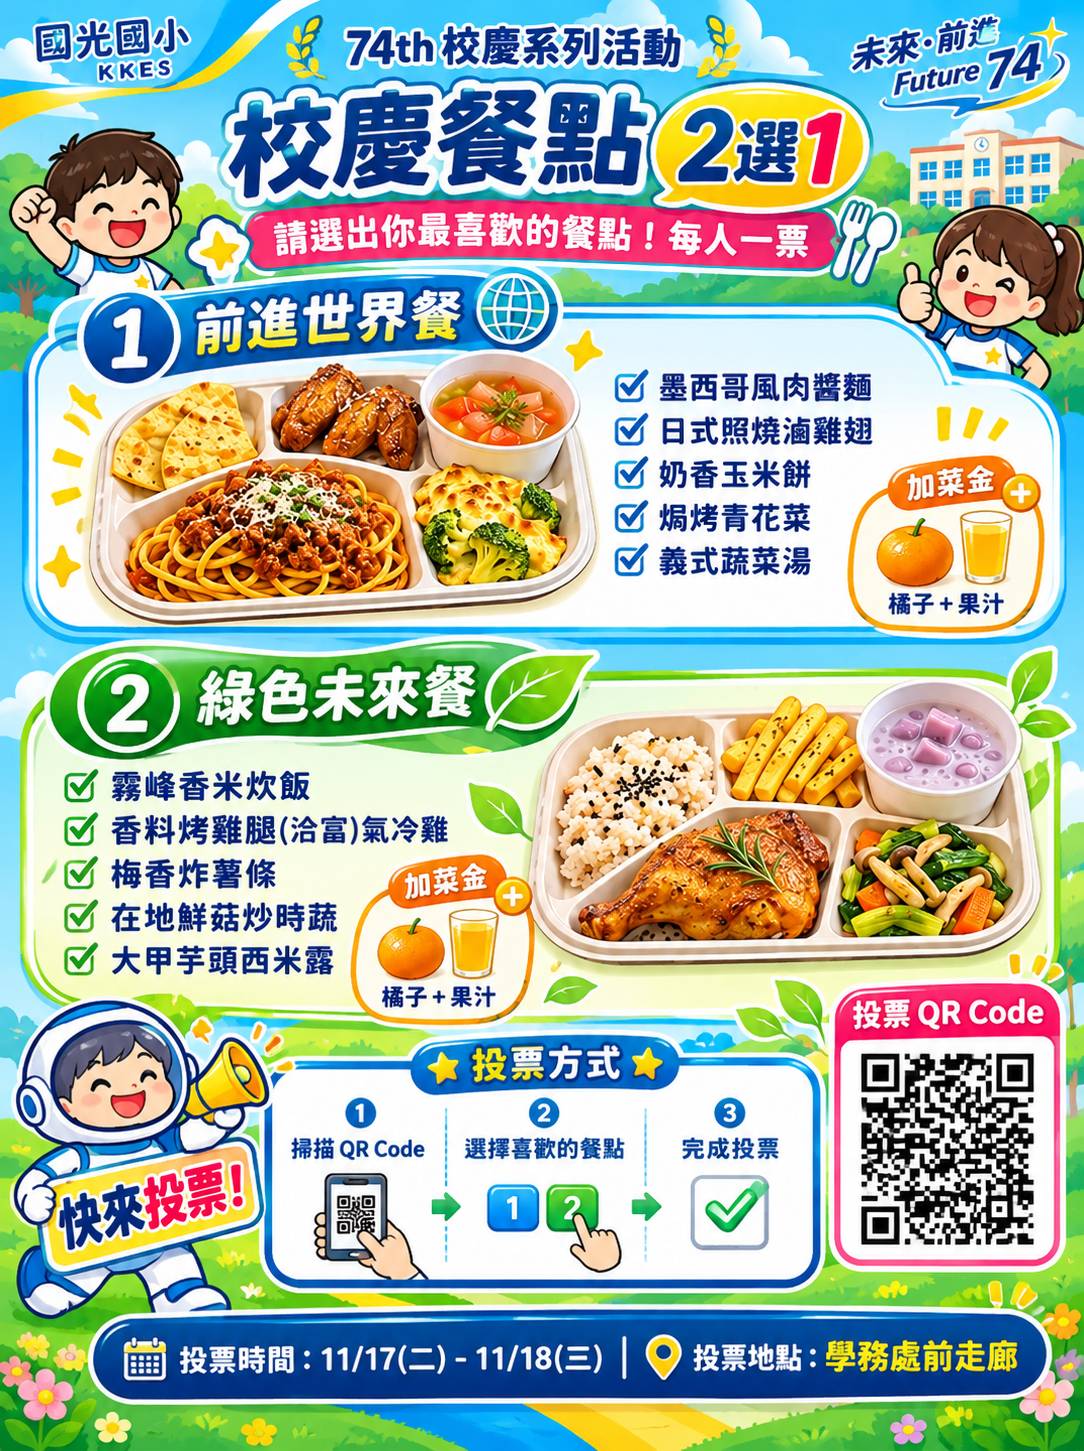 國光國小
KKES
74th 校慶系列活動
未來·前進
Future 74
校慶餐點 2選1
請選出你最喜歡的餐點！每人一票
1 前進世界餐
墨西哥風肉醬麵
日式照燒滷雞翅
奶香玉米餅
焗烤青花菜
義式蔬菜湯
加菜金 +
橘子 + 果汁
2 綠色未來餐
霧峰香米炊飯
香料烤雞腿(洽富)氣冷雞
梅香炸薯條
在地鮮菇炒時蔬
大甲芋頭西米露
加菜金 +
橘子 + 果汁
快來投票!
投票方式
1
掃描 QR Code
2
選擇喜歡的餐點
1 2
3
完成投票
投票 QR Code
投票時間：11/17(二) - 11/18(三)
投票地點：學務處前走廊